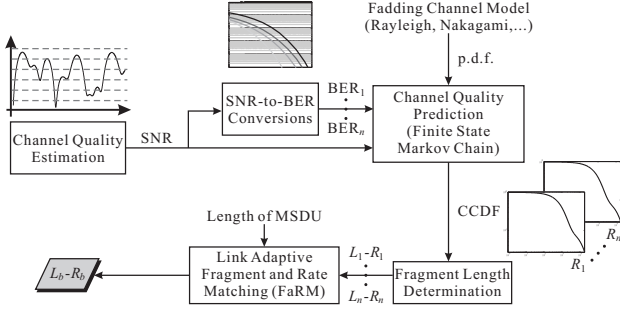 Fadding Channel Model
(Rayleigh, Nakagami,...)
p.d.f.
SNR-to-BER
Conversions
BER1
BERn
Channel Quality
Prediction
(Finite State
Markov Chain)
Channel Quality
Estimation
SNR
CCDF
R1
Rn
Length of MSDU
Lb-Rb
Link Adaptive
Fragment and Rate
Matching (FaRM)
L1-R1
Ln-Rn
Fragment Length
Determination